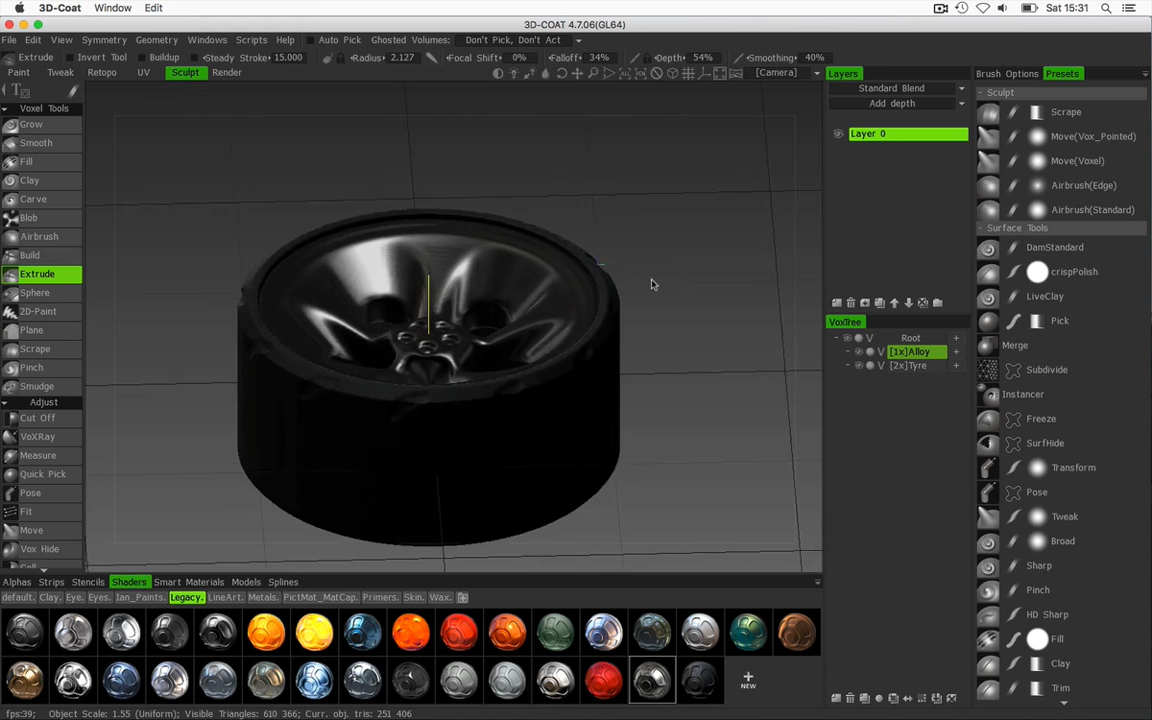 3D-Coat Window Edit Sat 15:31
3D-COAT 4.7.06(GL64)
File Edit View Symmetry Geometry Windows Scripts Help Auto Pick Ghosted Volumes: Don't Pick, Don't Act
Extrude Invert Tool Buildup Steady Stroke: 15.000 Radius: 2.127 Focal Shift: 0% Falloff: 34% Depth: 54% Smoothing: 40%
Paint Tweak Retopo UV Sculpt Render [Camera]
Voxel Tools
Grow
Smooth
Fill
Clay
Carve
Blob
Airbrush
Build
Extrude
Sphere
2D-Paint
Plane
Scrape
Pinch
Smudge
Adjust
Cut Off
VoXRay
Measure
Quick Pick
Pose
Fit
Move
Vox Hide
Layers
Standard Blend
Add depth
Layer 0
VoxTree
V Root +
V [1x]Alloy +
V [2x]Tyre +
Brush Options Presets
Sculpt
Scrape
Move(Vox_Pointed)
Move(Voxel)
Airbrush(Edge)
Airbrush(Standard)
Surface Tools
DamStandard
crispPolish
LiveClay
Pick
Merge
Subdivide
Instancer
Freeze
SurfHide
Transform
Pose
Tweak
Broad
Sharp
Pinch
HD Sharp
Fill
Clay
Trim
Alphas Strips Stencils Shaders Smart Materials Models Splines
default. Clay. Eye. Eyes. Ian_Paints. Legacy. LineArt. Metals. PictMat_MatCap. Primers. Skin. Wax.
NEW
fps:39; Object Scale: 1.55 (Uniform); Visible Triangles: 610 366; Curr. obj, tris: 251 406